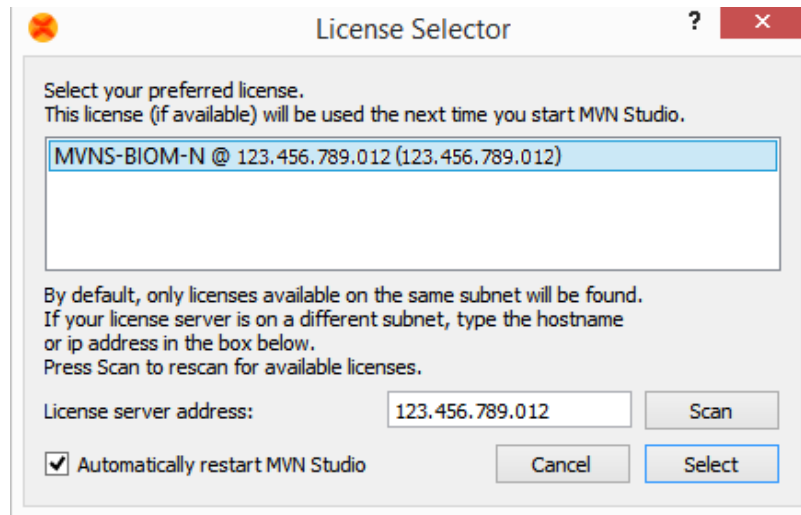 License Selector
?
×
Select your preferred license.
This license (if available) will be used the next time you start MVN Studio.
MVNS-BIOM-N @ 123.456.789.012 (123.456.789.012)
By default, only licenses available on the same subnet will be found.
If your license server is on a different subnet, type the hostname
or ip address in the box below.
Press Scan to rescan for available licenses.
License server address:
123.456.789.012
Scan
Automatically restart MVN Studio
Cancel
Select